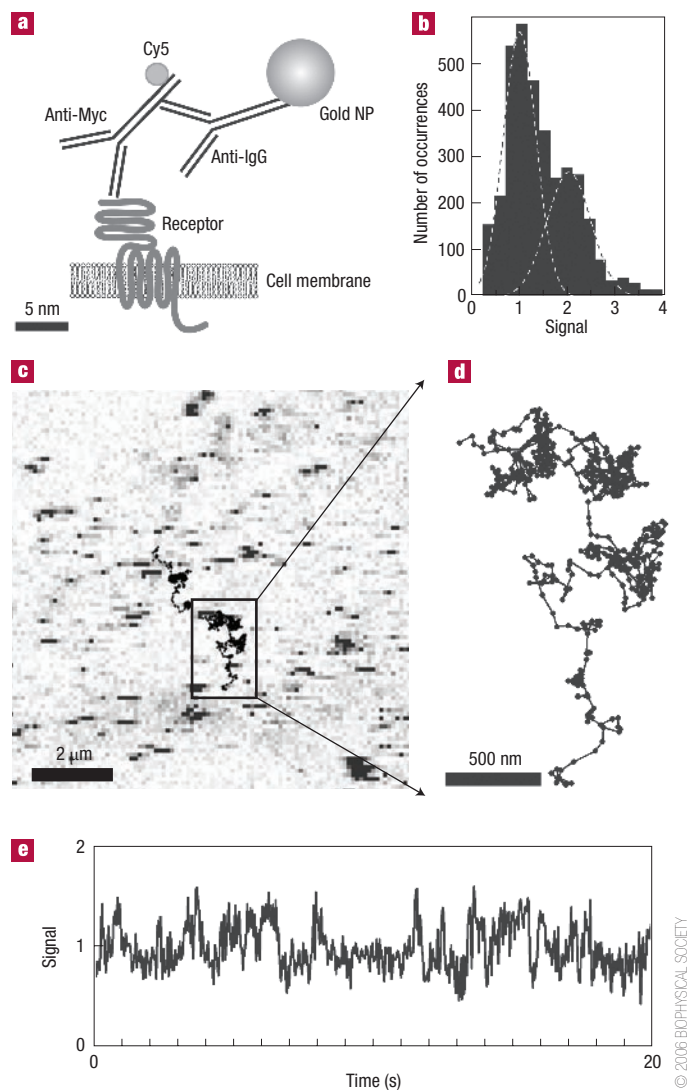 a
Cy5
Anti-Myc
Gold NP
Anti-IgG
Receptor
Cell membrane
5 nm
b
Number of occurrences
500
400
300
200
100
0
0 1 2 3 4
Signal
c
2 μm
d
500 nm
e
Signal
2
1
0
0 20
Time (s)
© 2006 BIOPHYSICAL SOCIETY